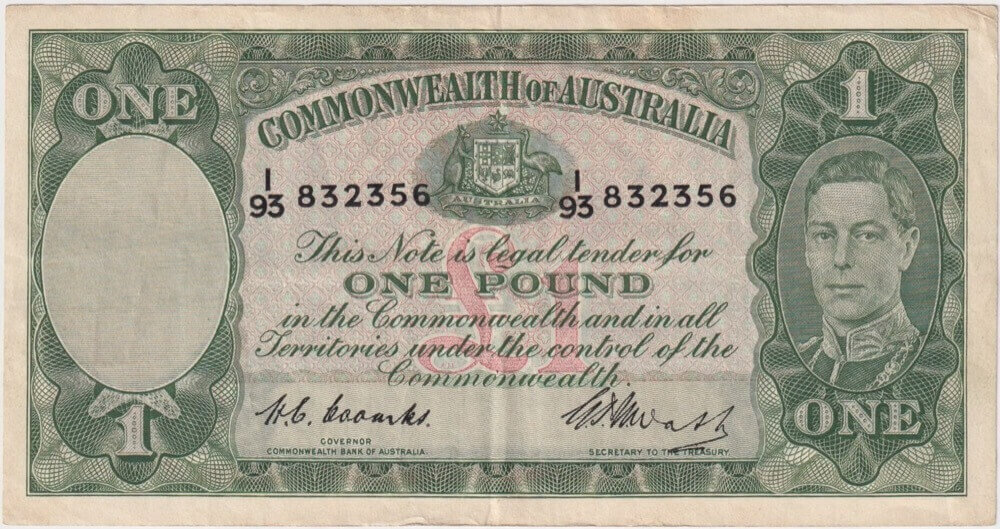 ONE
1
COMMONWEALTH OF AUSTRALIA
AUSTRALIA
I/93 832356
I/93 832356
£1
This Note is legal tender for
ONE POUND
in the Commonwealth and in all
Territories under the control of the
Commonwealth.
H.C. Coombs.
GOVERNOR
COMMONWEALTH BANK OF AUSTRALIA
SECRETARY TO THE TREASURY
1
ONE